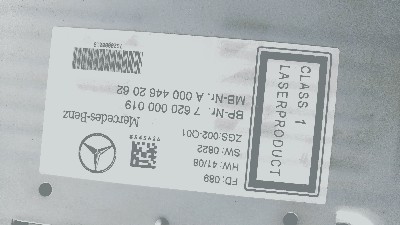 FD: 089
HW: 41/08
SW: 0822
ZGS:002-Q01
Mercedes-Benz
BP-Nr. 7 620 000 019
MB-Nr. A 000 446 20 62
CLASS 1
LASERPRODUCT